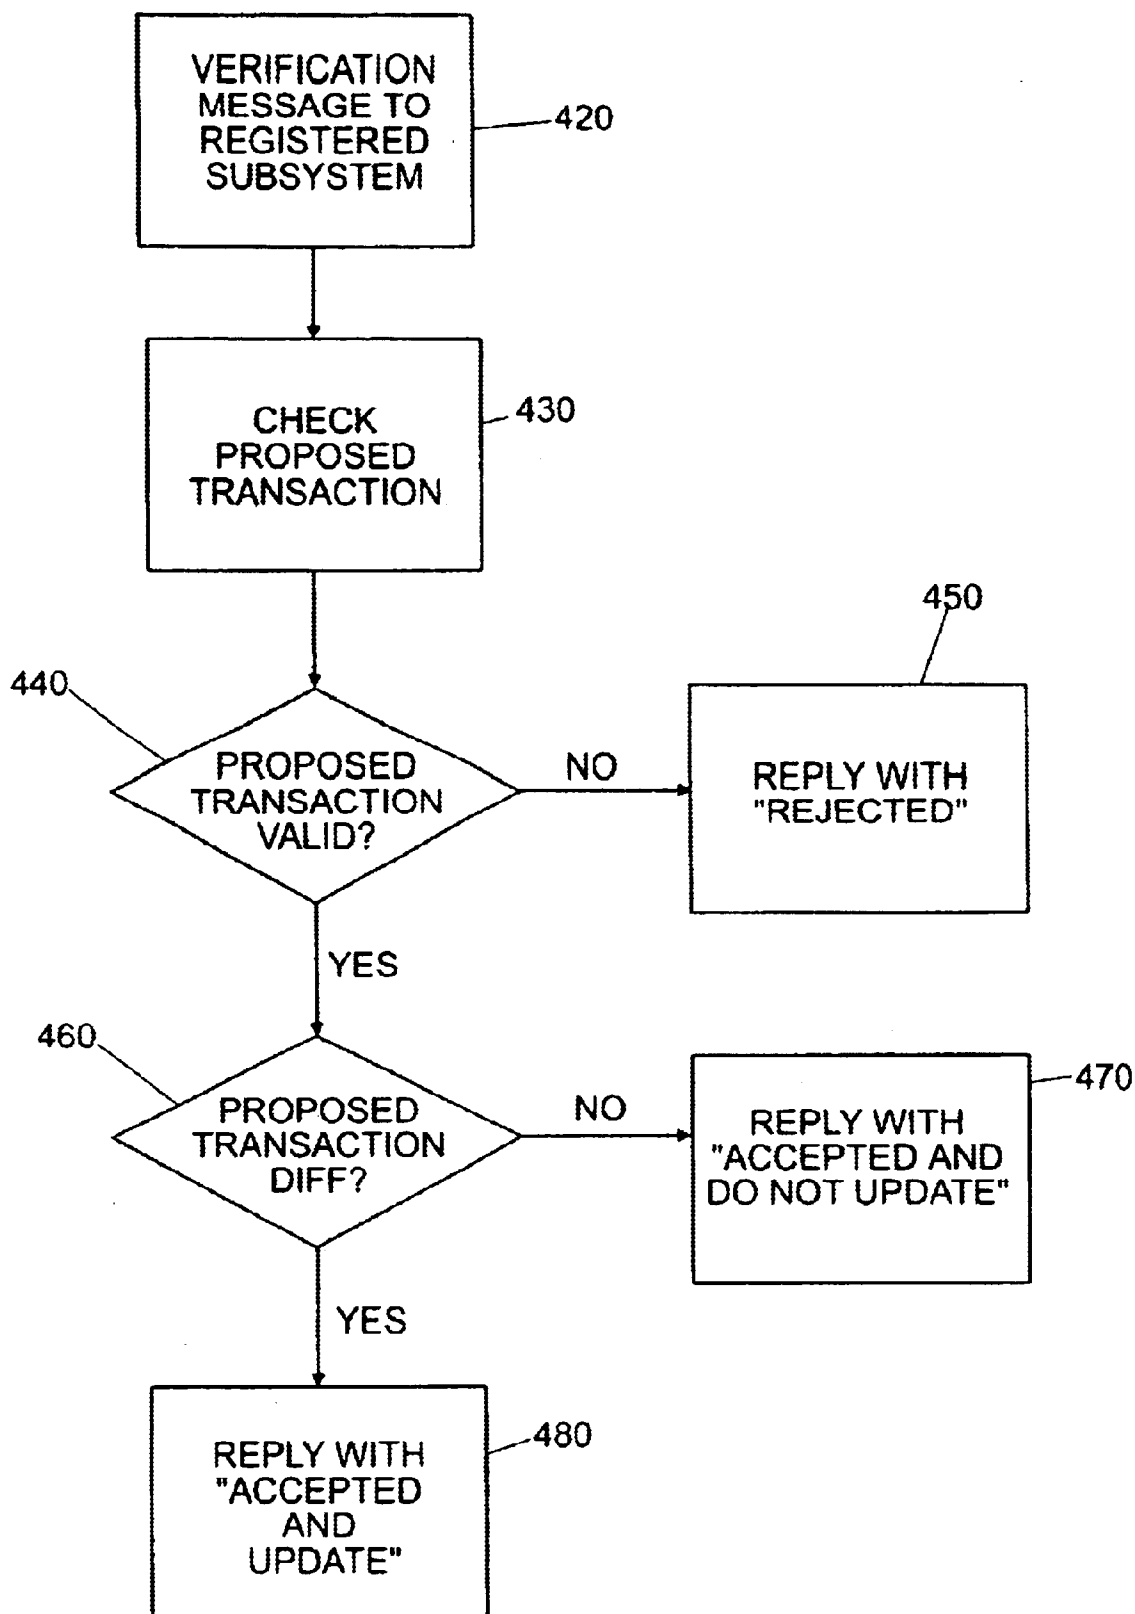 VERIFICATION
MESSAGE TO
REGISTERED
SUBSYSTEM
420
CHECK
PROPOSED
TRANSACTION
430
440
PROPOSED
TRANSACTION
VALID?
NO
450
REPLY WITH
"REJECTED"
YES
460
PROPOSED
TRANSACTION
DIFF?
NO
470
REPLY WITH
"ACCEPTED AND
DO NOT UPDATE"
YES
480
REPLY WITH
"ACCEPTED
AND
UPDATE"